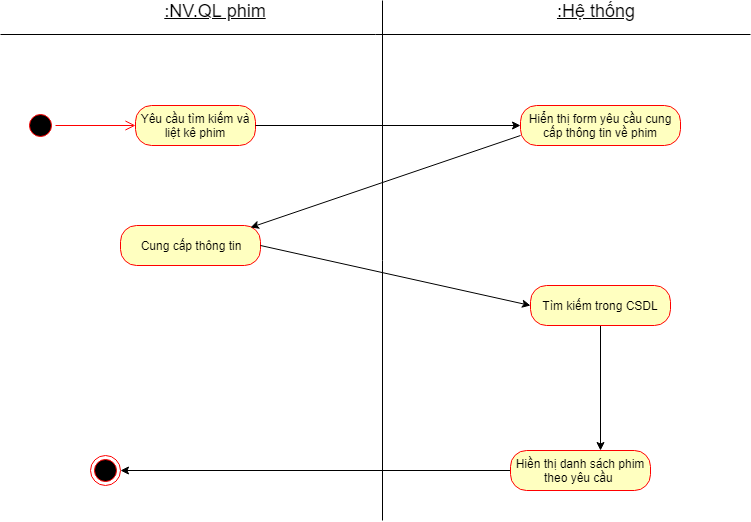 :NV.QL phim
:Hệ thống
Yêu cầu tìm kiếm và
liệt kê phim
Hiển thị form yêu cầu cung
cấp thông tin về phim
Cung cấp thông tin
Tìm kiếm trong CSDL
Hiển thị danh sách phim
theo yêu cầu